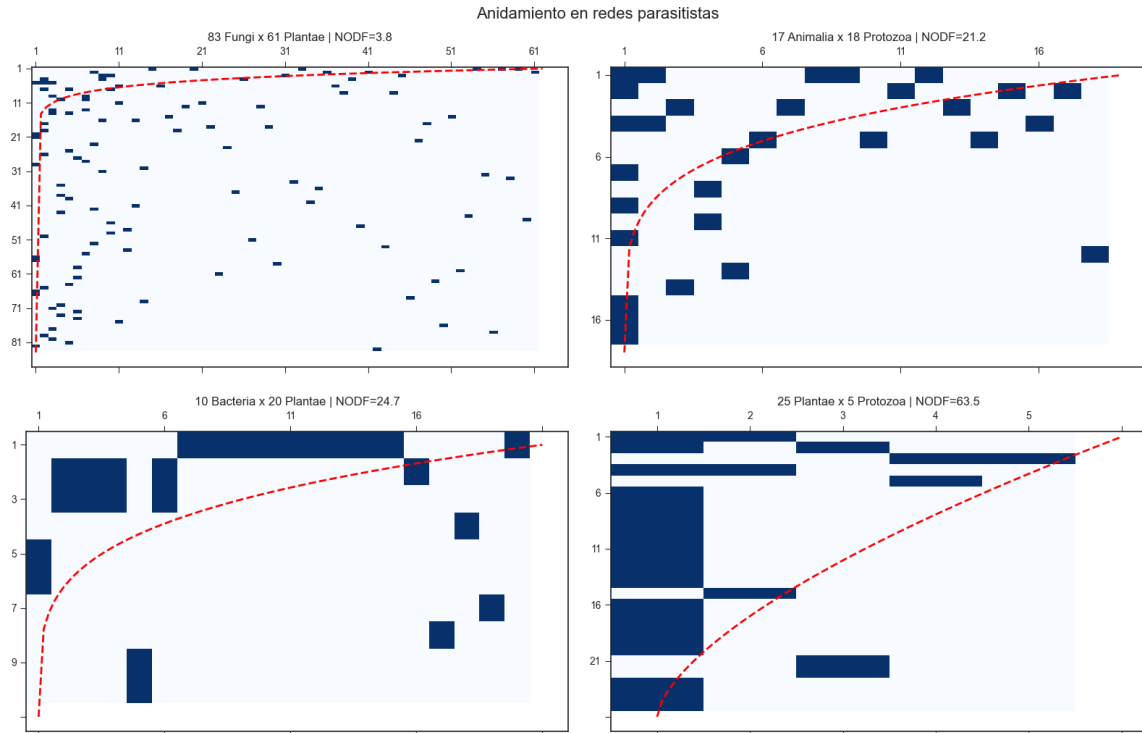 Anidamiento en redes parasitistas
83 Fungi x 61 Plantae | NODF=3.8
1 11 21 31 41 51 61
1
11
21
31
41
51
61
71
81
17 Animalia x 18 Protozoa | NODF=21.2
1 6 11 16
1
6
11
16
10 Bacteria x 20 Plantae | NODF=24.7
1 6 11 16
1
3
5
7
9
25 Plantae x 5 Protozoa | NODF=63.5
1 2 3 4 5
1
6
11
16
21